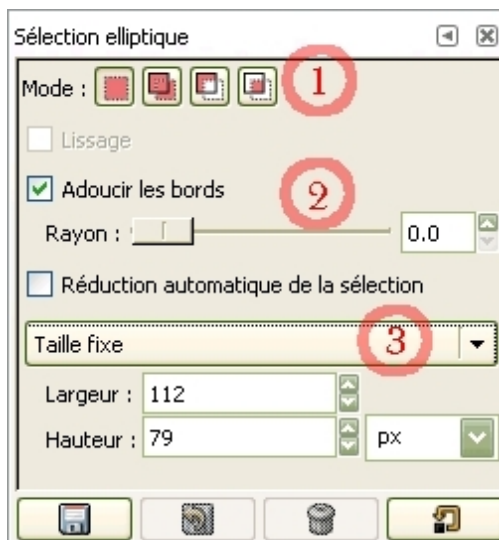 Sélection elliptique
Mode : 1
Lissage
Adoucir les bords 2
Rayon : 0.0
Réduction automatique de la sélection
Taille fixe 3
Largeur : 112
Hauteur : 79 px